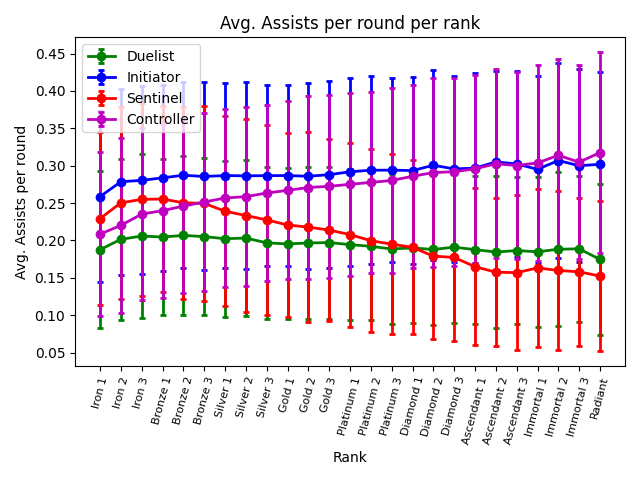 Avg. Assists per round per rank
Avg. Assists per round
0.45
0.40
0.35
0.30
0.25
0.20
0.15
0.10
0.05
Duelist
Initiator
Sentinel
Controller
Iron 1
Iron 2
Iron 3
Bronze 1
Bronze 2
Bronze 3
Silver 1
Silver 2
Silver 3
Gold 1
Gold 2
Gold 3
Platinum 1
Platinum 2
Platinum 3
Diamond 1
Diamond 2
Diamond 3
Ascendant 1
Ascendant 2
Ascendant 3
Immortal 1
Immortal 2
Immortal 3
Radiant
Rank